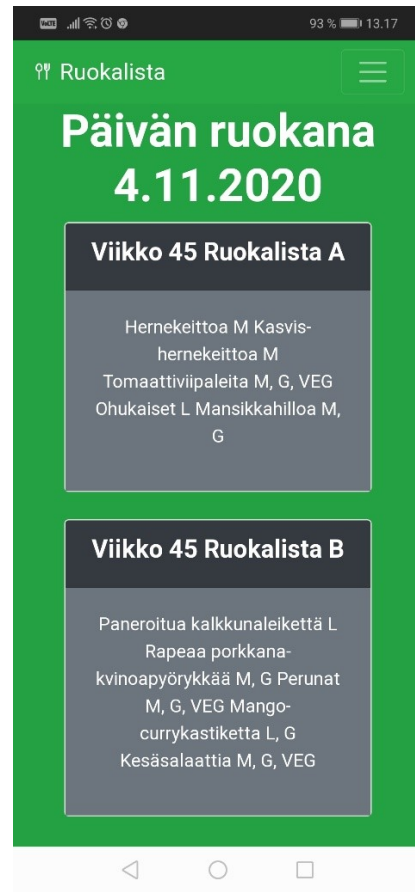 VoLTE 93 % 13.17
Ruokalista
Päivän ruokana
4.11.2020
Viikko 45 Ruokalista A
Hernekeittoa M Kasvis-
hernekeittoa M
Tomaattiviipaleita M, G, VEG
Ohukaiset L Mansikkahilloa M,
G
Viikko 45 Ruokalista B
Paneroitua kalkkunaleikettä L
Rapeaa porkkana-
kvinoapyörykkää M, G Perunat
M, G, VEG Mango-
currykastiketta L, G
Kesäsalaattia M, G, VEG